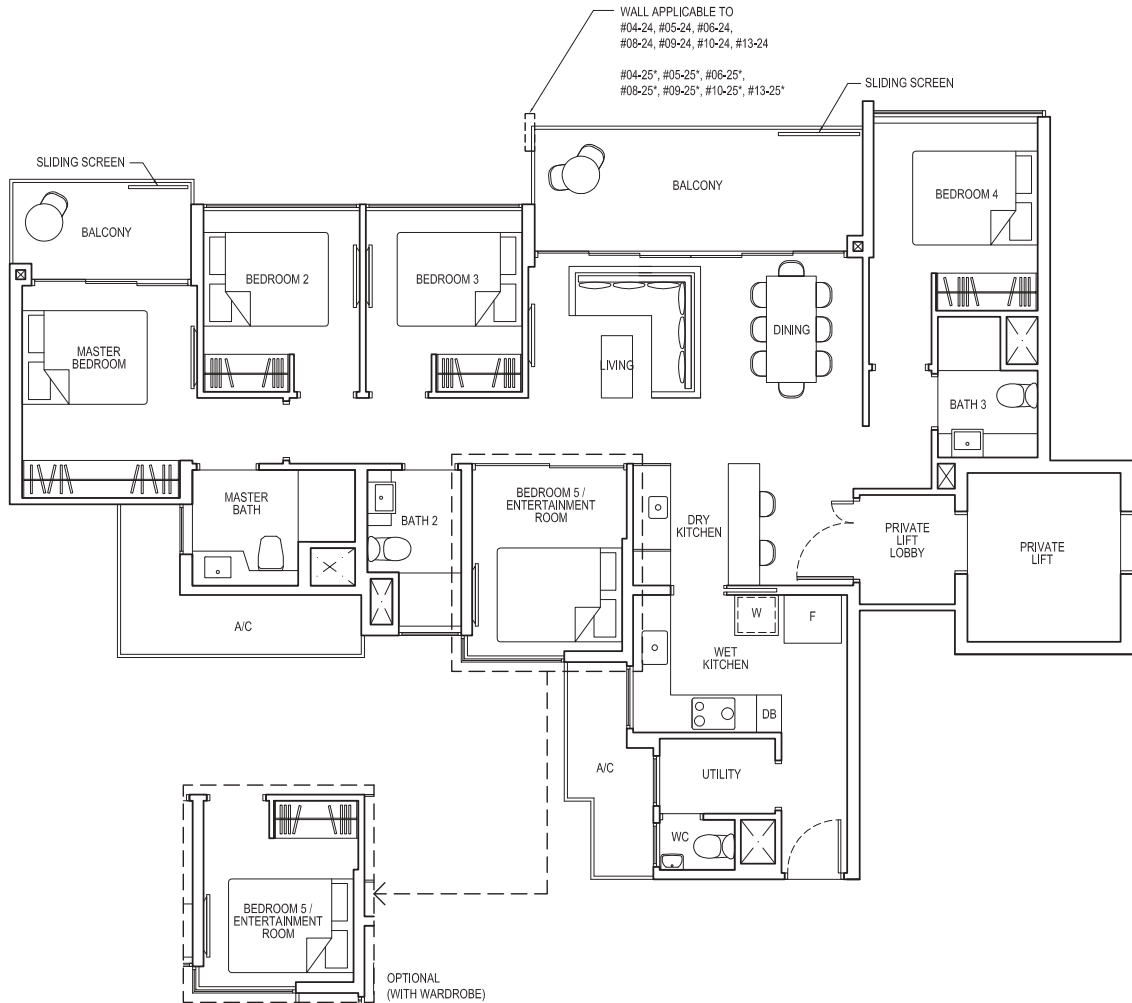 WALL APPLICABLE TO
#04-24, #05-24, #06-24,
#08-24, #09-24, #10-24, #13-24
#04-25*, #05-25*, #06-25*,
#08-25*, #09-25*, #10-25*, #13-25*
SLIDING SCREEN
SLIDING SCREEN
BALCONY
BALCONY
BEDROOM 4
BEDROOM 2
BEDROOM 3
MASTER
BEDROOM
LIVING
DINING
BATH 3
MASTER
BATH
BATH 2
BEDROOM 5 /
ENTERTAINMENT
ROOM
DRY
KITCHEN
PRIVATE
LIFT
LOBBY
PRIVATE
LIFT
A/C
W
F
WET
KITCHEN
DB
A/C
UTILITY
WC
BEDROOM 5 /
ENTERTAINMENT
ROOM
OPTIONAL
(WITH WARDROBE)